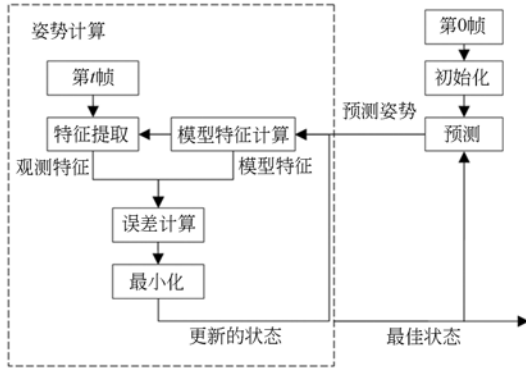 姿势计算
第0帧
第t帧
初始化
预测姿势
特征提取
模型特征计算
预测
观测特征
模型特征
误差计算
最小化
更新的状态
最佳状态